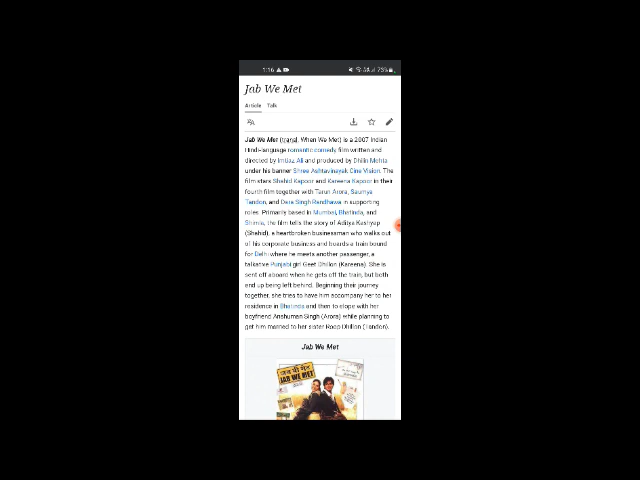 1:16 75%
Jab We Met
Article Talk
Jab We Met (transl. When We Met) is a 2007 Indian
Hindi-language romantic comedy film written and
directed by Imtiaz Ali and produced by Dhilin Mehta
under his banner Shree Ashtavinayak Cine Vision. The
film stars Shahid Kapoor and Kareena Kapoor in their
fourth film together with Tarun Arora, Saumya
Tandon, and Dara Singh Randhawa in supporting
roles. Primarily based in Mumbai, Bhatinda, and
Shimla, the film tells the story of Aditya Kashyap
(Shahid), a heartbroken businessman who walks out
of his corporate business and boards a train bound
for Delhi where he meets another passenger, a
talkative Punjabi girl Geet Dhillon (Kareena). She is
sent off aboard when he gets off the train, but both
end up being left behind. Beginning their journey
together, she tries to have him accompany her to her
residence in Bhatinda and then to elope with her
boyfriend Anshuman Singh (Arora) while planning to
get him married to her sister Roop Dhillon (Tandon).
Jab We Met
JAB WE MET